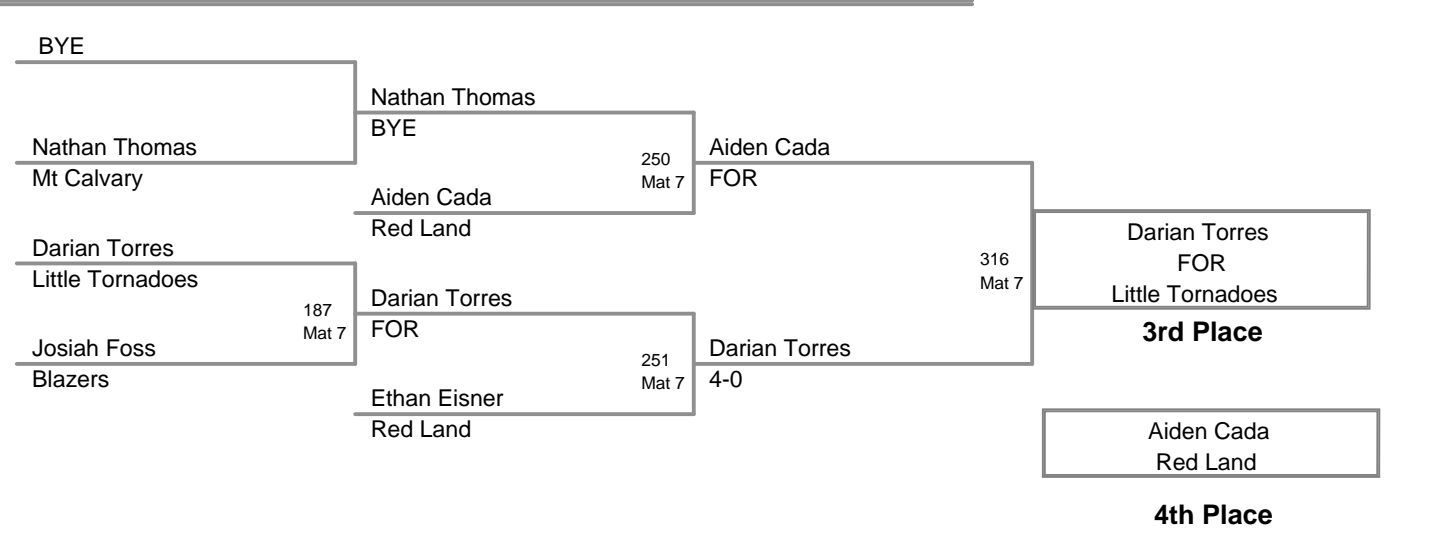 BYE
Nathan Thomas
Mt Calvary
Darian Torres
Little Tornadoes
187
Mat 7
Josiah Foss
Blazers
Nathan Thomas
BYE
250
Mat 7
Aiden Cada
Red Land
Darian Torres
FOR
251
Mat 7
Ethan Eisner
Red Land
Aiden Cada
FOR
316
Mat 7
Darian Torres
4-0
Darian Torres
FOR
Little Tornadoes
3rd Place
Aiden Cada
Red Land
4th Place